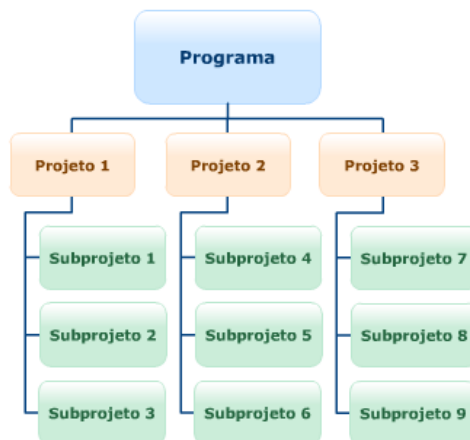 Programa
Projeto 1
Projeto 2
Projeto 3
Subprojeto 1
Subprojeto 4
Subprojeto 7
Subprojeto 2
Subprojeto 5
Subprojeto 8
Subprojeto 3
Subprojeto 6
Subprojeto 9